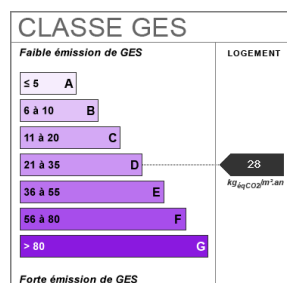 CLASSE GES
Faible émission de GES
LOGEMENT
≤ 5 A
6 à 10 B
11 à 20 C
21 à 35 D
28
kgéqCO2/m².an
36 à 55 E
56 à 80 F
> 80 G
Forte émission de GES